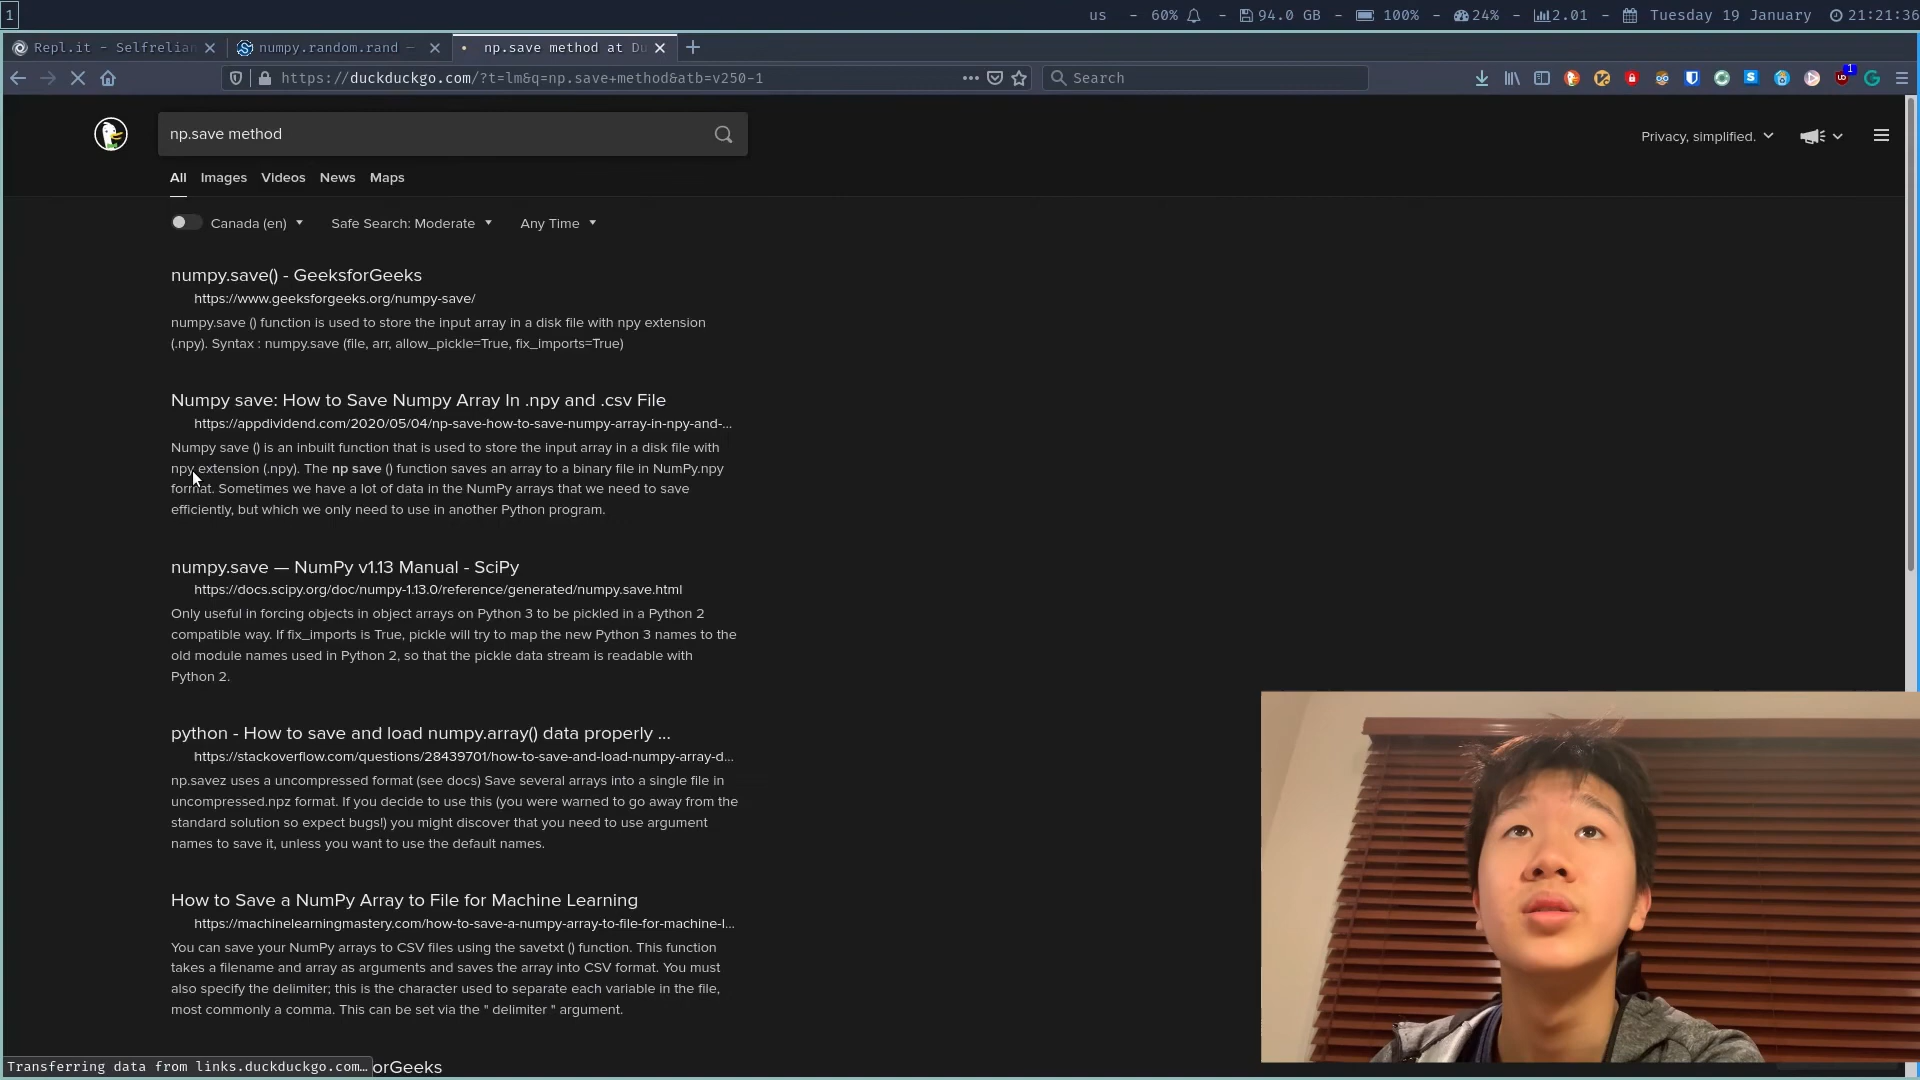 1
us - 60% - 94.0 GB - 100% - 24% - 2.01 - Tuesday 19 January 21:21:36
Repl.it - Selfrelian
numpy.random.rand —
np.save method at Du
https://duckduckgo.com/?t=lm&q=np.save+method&atb=v250-1
Search
1
np.save method
Privacy, simplified.
All Images Videos News Maps
Canada (en) Safe Search: Moderate Any Time
numpy.save() - GeeksforGeeks
https://www.geeksforgeeks.org/numpy-save/
numpy.save () function is used to store the input array in a disk file with npy extension
(.npy). Syntax : numpy.save (file, arr, allow_pickle=True, fix_imports=True)
Numpy save: How to Save Numpy Array In .npy and .csv File
https://appdividend.com/2020/05/04/np-save-how-to-save-numpy-array-in-npy-and-...
Numpy save () is an inbuilt function that is used to store the input array in a disk file with
npy extension (.npy). The np save () function saves an array to a binary file in NumPy.npy
format. Sometimes we have a lot of data in the NumPy arrays that we need to save
efficiently, but which we only need to use in another Python program.
numpy.save — NumPy v1.13 Manual - SciPy
https://docs.scipy.org/doc/numpy-1.13.0/reference/generated/numpy.save.html
Only useful in forcing objects in object arrays on Python 3 to be pickled in a Python 2
compatible way. If fix_imports is True, pickle will try to map the new Python 3 names to the
old module names used in Python 2, so that the pickle data stream is readable with
Python 2.
python - How to save and load numpy.array() data properly ...
https://stackoverflow.com/questions/28439701/how-to-save-and-load-numpy-array-d...
np.savez uses a uncompressed format (see docs) Save several arrays into a single file in
uncompressed.npz format. If you decide to use this (you were warned to go away from the
standard solution so expect bugs!) you might discover that you need to use argument
names to save it, unless you want to use the default names.
How to Save a NumPy Array to File for Machine Learning
https://machinelearningmastery.com/how-to-save-a-numpy-array-to-file-for-machine-l...
You can save your NumPy arrays to CSV files using the savetxt () function. This function
takes a filename and array as arguments and saves the array into CSV format. You must
also specify the delimiter; this is the character used to separate each variable in the file,
most commonly a comma. This can be set via the " delimiter " argument.
Transferring data from links.duckduckgo.com…
orGeeks